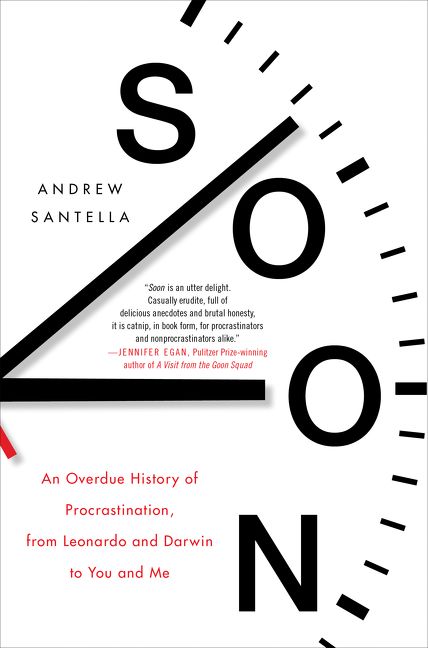 SOON
ANDREW
SANTELLA
“Soon is an utter delight.
Casually erudite, full of
delicious anecdotes and brutal honesty,
it is catnip, in book form, for procrastinators
and nonprocrastinators alike.”
—JENNIFER EGAN, Pulitzer Prize-winning
author of A Visit from the Goon Squad
An Overdue History of
Procrastination,
from Leonardo and Darwin
to You and Me